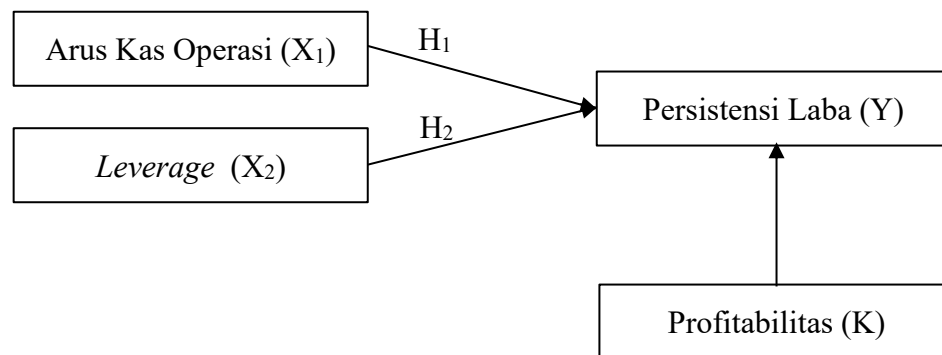 Arus Kas Operasi (X₁)
H₁
Persistensi Laba (Y)
H₂
Leverage (X₂)
Profitabilitas (K)